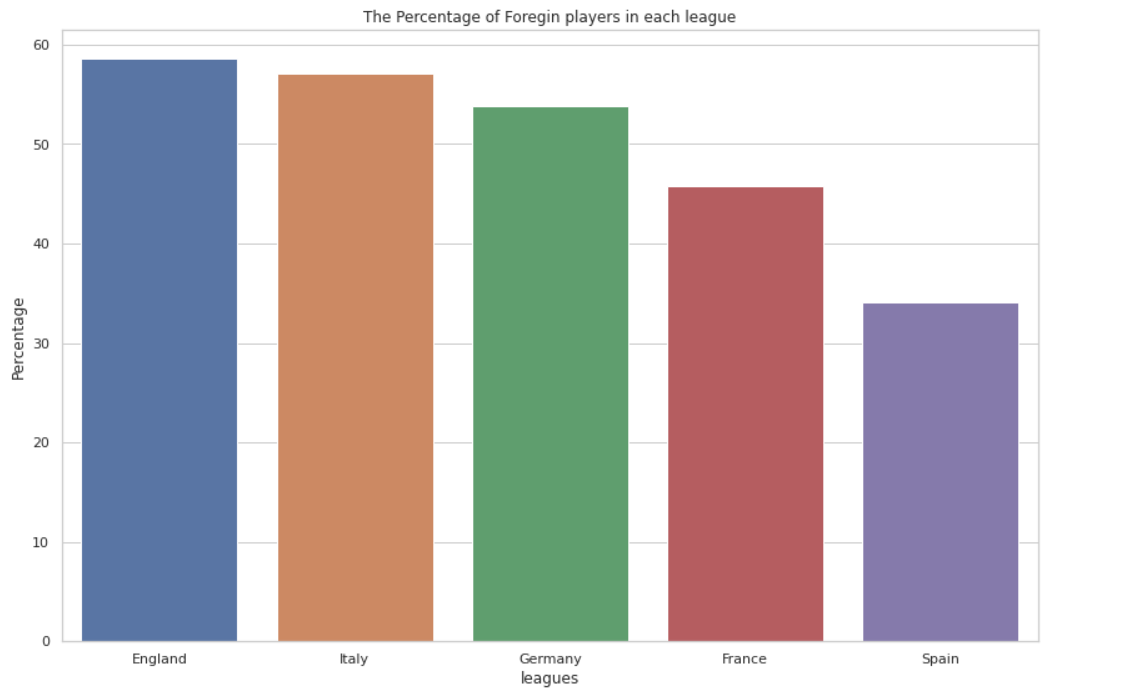 The Percentage of Foregin players in each league
60
50
40
30
20
10
0
Percentage
England
Italy
Germany
France
Spain
leagues